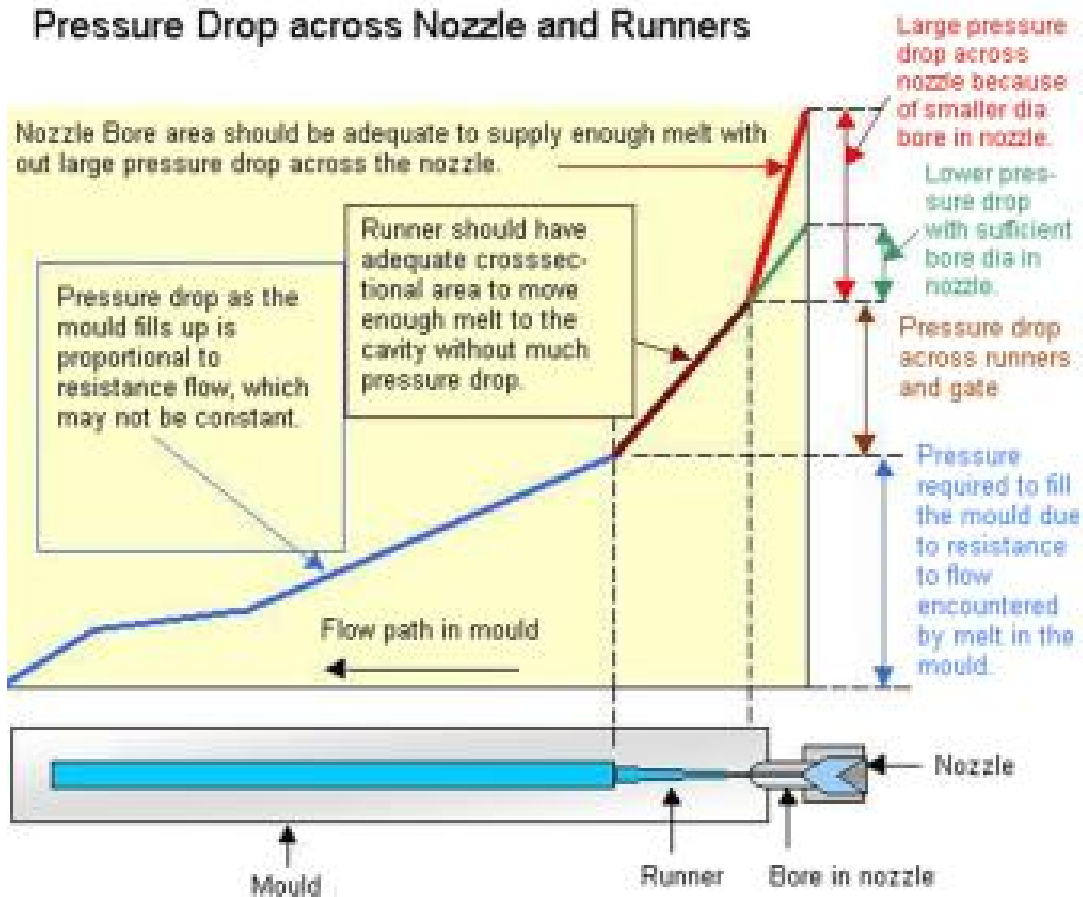 Pressure Drop across Nozzle and Runners
Large pressure
drop across
nozzle because
of smaller dia
bore in nozzle.
Nozzle Bore area should be adequate to supply enough melt with
out large pressure drop across the nozzle.
Lower pres-
sure drop
with sufficient
bore dia in
nozzle.
Runner should have
adequate crosssec-
tional area to move
enough melt to the
cavity without much
pressure drop.
Pressure drop as the
mould fills up is
proportional to
resistance flow, which
may not be constant.
Pressure drop
across runners
and gate
Pressure
required to fill
the mould due
to resistance
to flow
encountered
by melt in the
mould.
Flow path in mould
Nozzle
Mould
Runner
Bore in nozzle